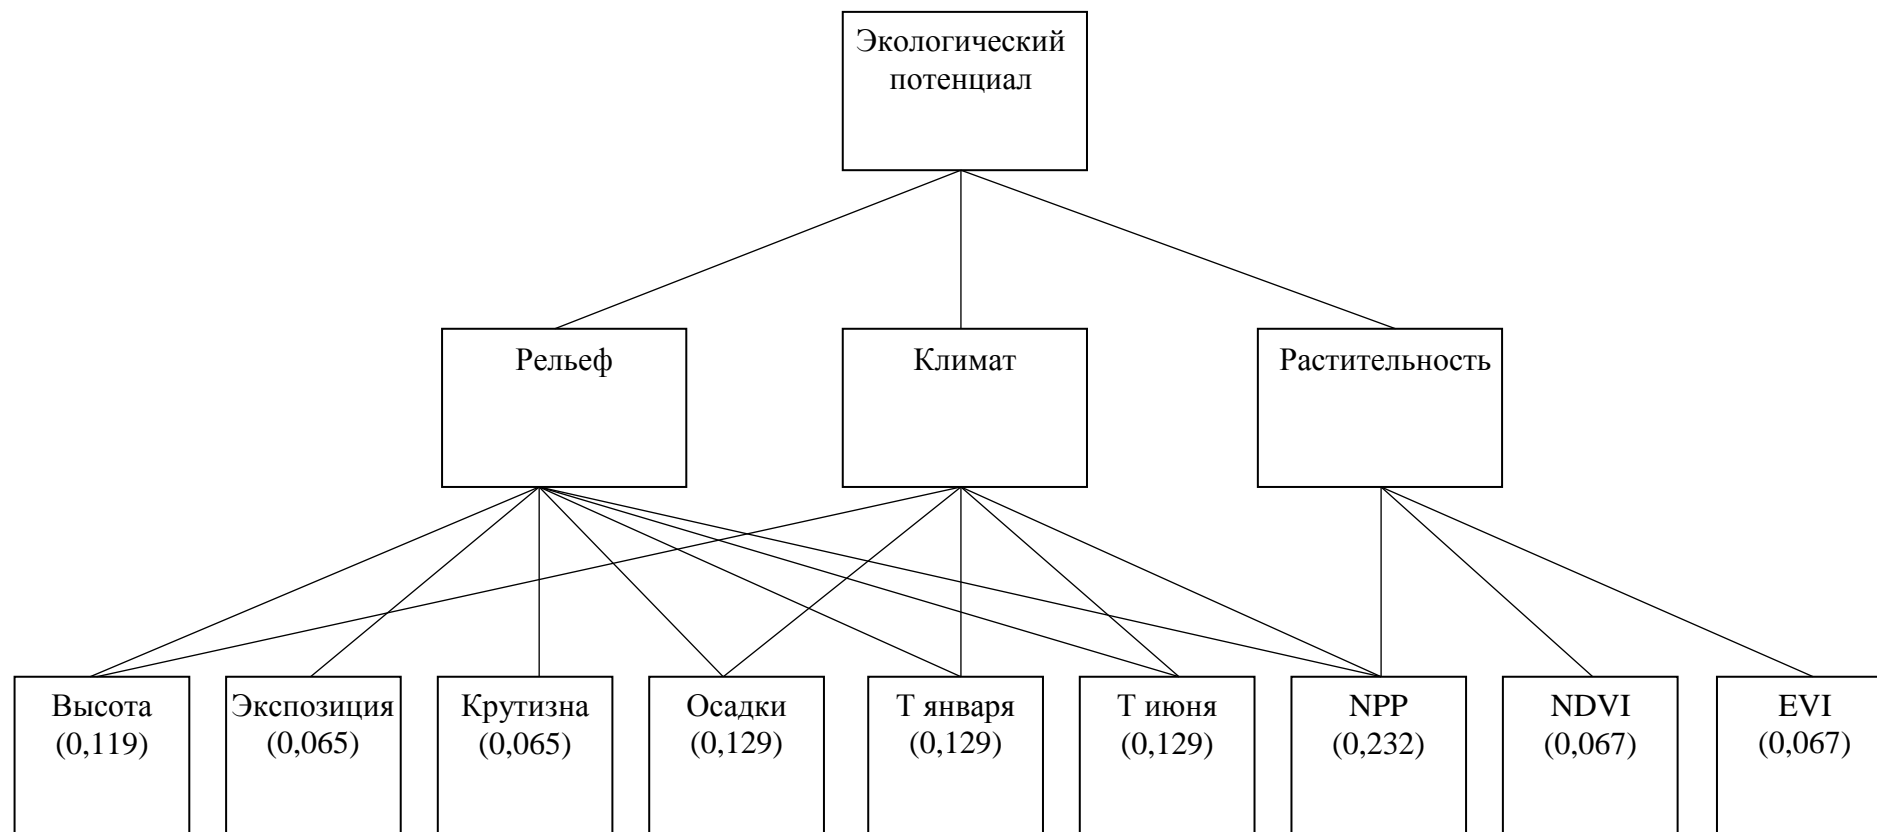 Экологический
потенциал
Рельеф
Климат
Растительность
Высота
(0,119)
Экспозиция
(0,065)
Крутизна
(0,065)
Осадки
(0,129)
Т января
(0,129)
Т июня
(0,129)
NPP
(0,232)
NDVI
(0,067)
EVI
(0,067)